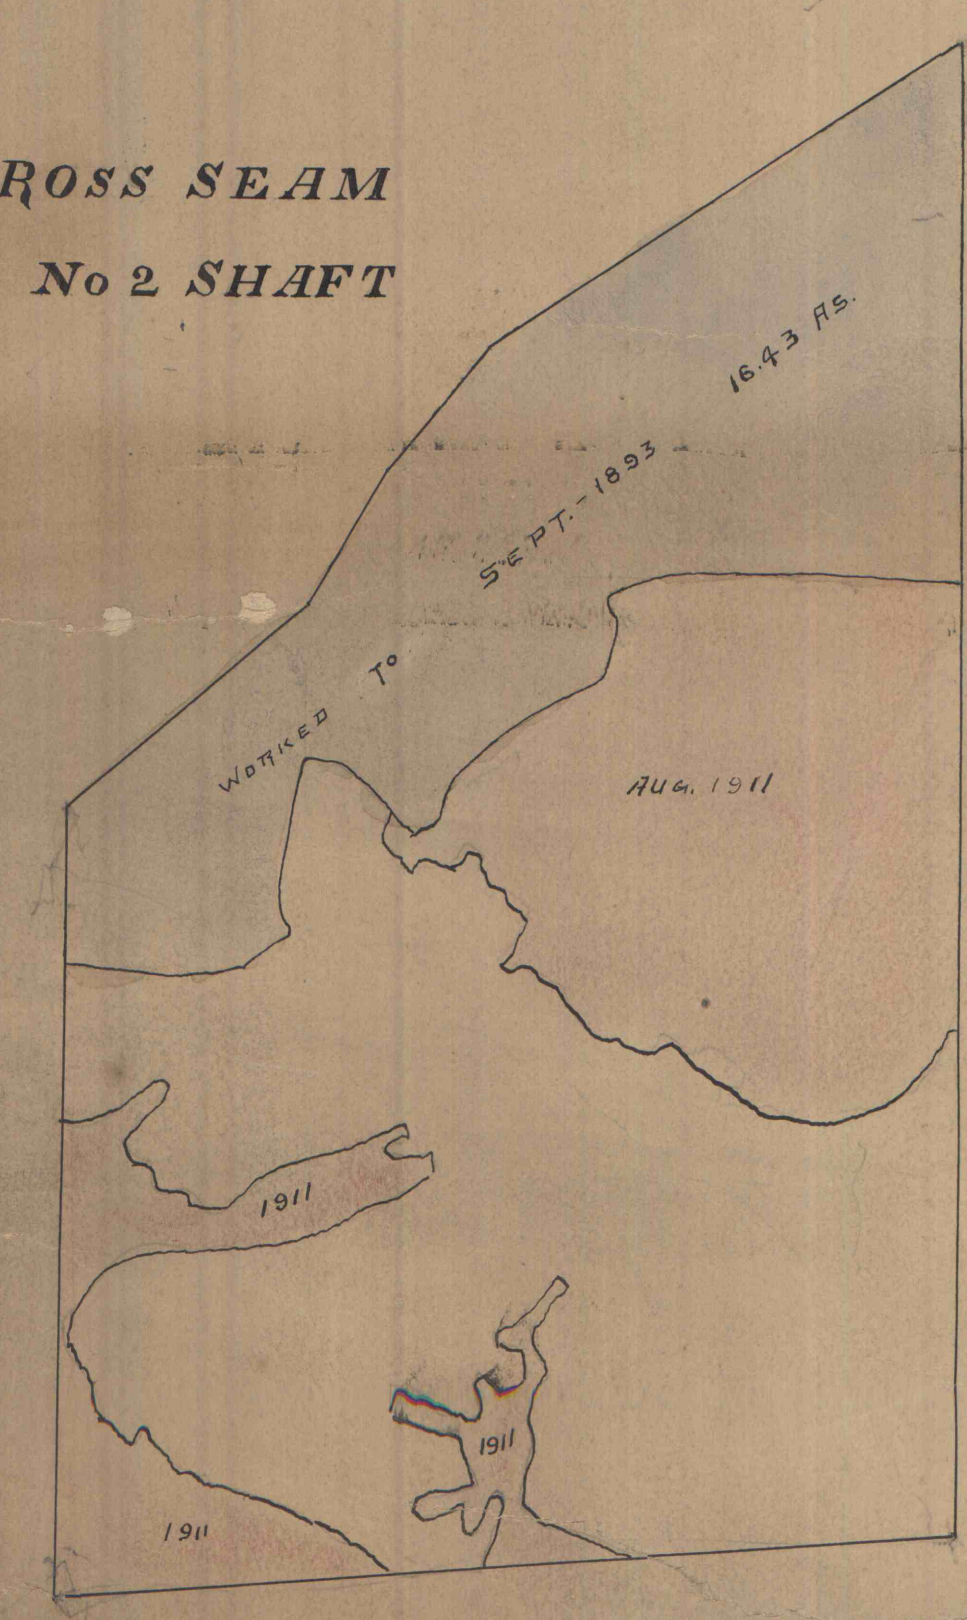 ROSS SEAM
No 2 SHAFT
WORKED TO SEPT.-1893 16.43 AS.
AUG. 1911
1911
1911
1911